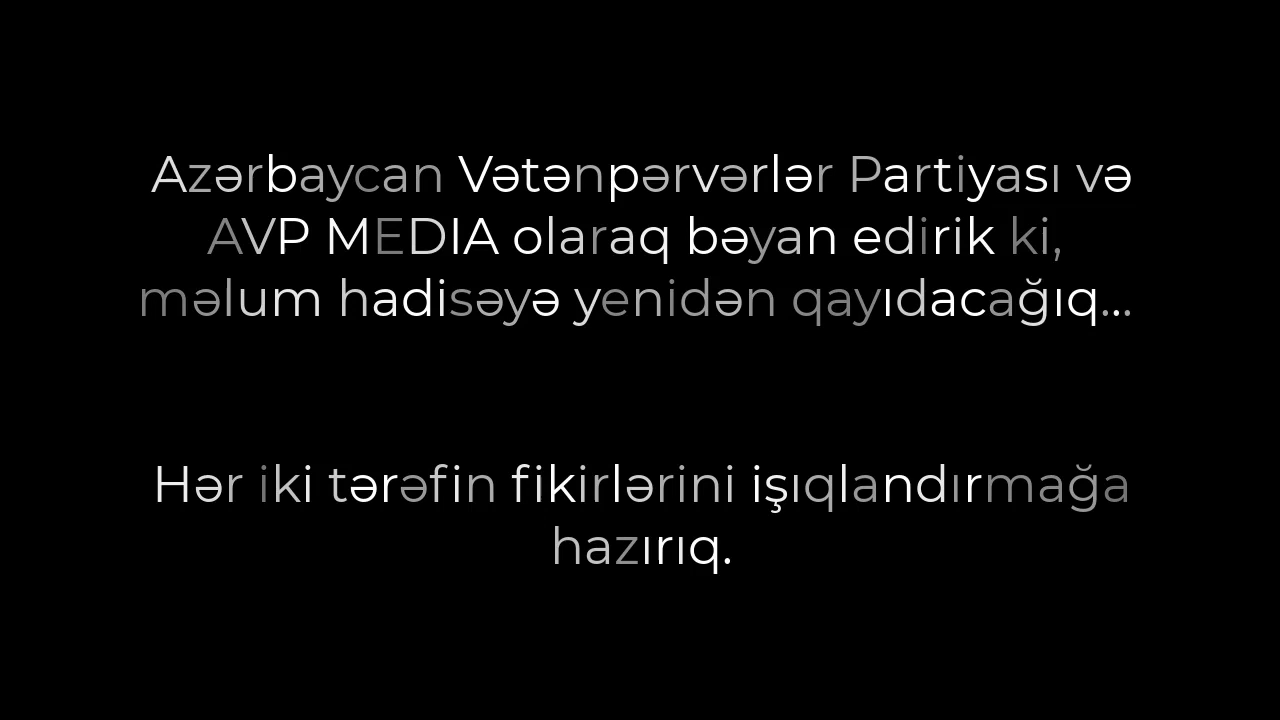 Azərbaycan Vətənpərvərlər Partiyası və
AVP MEDIA olaraq bəyan edirik ki,
məlum hadisəyə yenidən qayıdacağıq...
Hər iki tərəfin fikirlərini işıqlandırmağa
hazırıq.